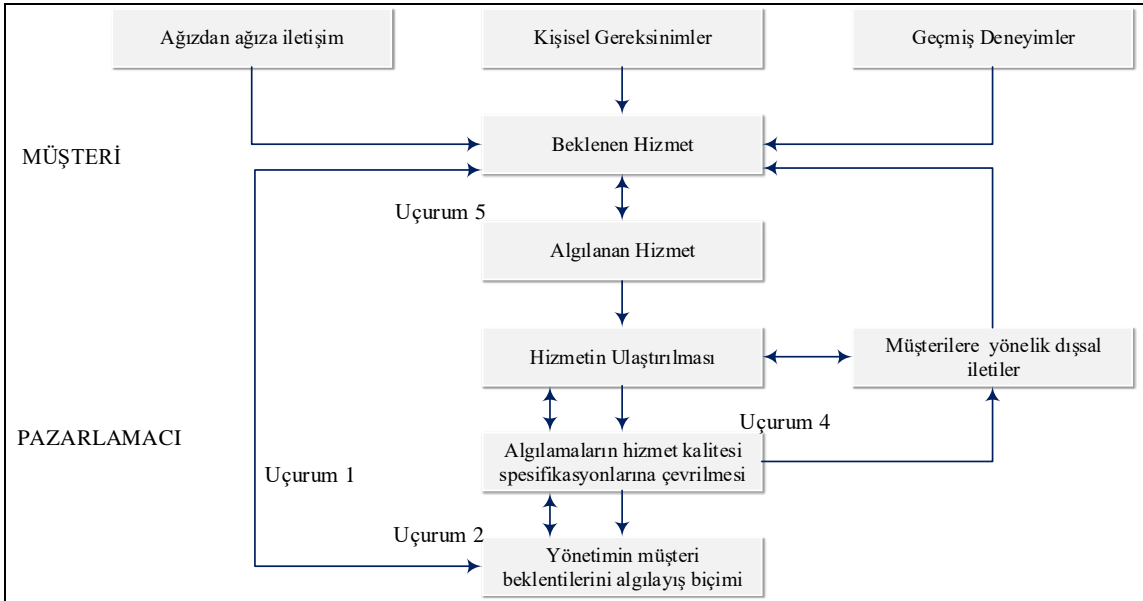 Ağızdan ağıza iletişim
Kişisel Gereksinimler
Geçmiş Deneyimler
MÜŞTERİ
Beklenen Hizmet
Uçurum 5
Algılanan Hizmet
Hizmetin Ulaştırılması
Müşterilere yönelik dışsal
iletiler
PAZARLAMACI
Uçurum 4
Algılamaların hizmet kalitesi
spesifikasyonlarına çevrilmesi
Uçurum 1
Uçurum 2
Yönetimin müşteri
beklentilerini algılayış biçimi